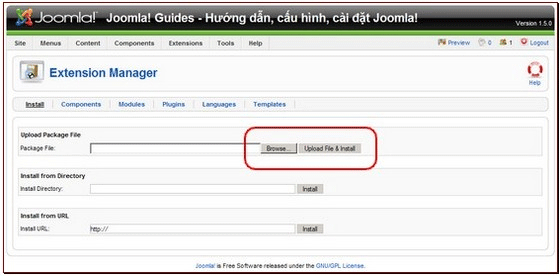 Joomla! Joomla! Guides - Hướng dẫn, cấu hình, cài đặt Joomla! Version 1.5.0
Site Menus Content Components Extensions Tools Help Preview 0 1 Logout
Extension Manager Help
Install Components Modules Plugins Languages Templates
Upload Package File
Package File: Browse... Upload File & Install
Install from Directory
Install Directory: Install
Install from URL
Install URL: http:// Install
Joomla! is Free Software released under the GNU/GPL License.